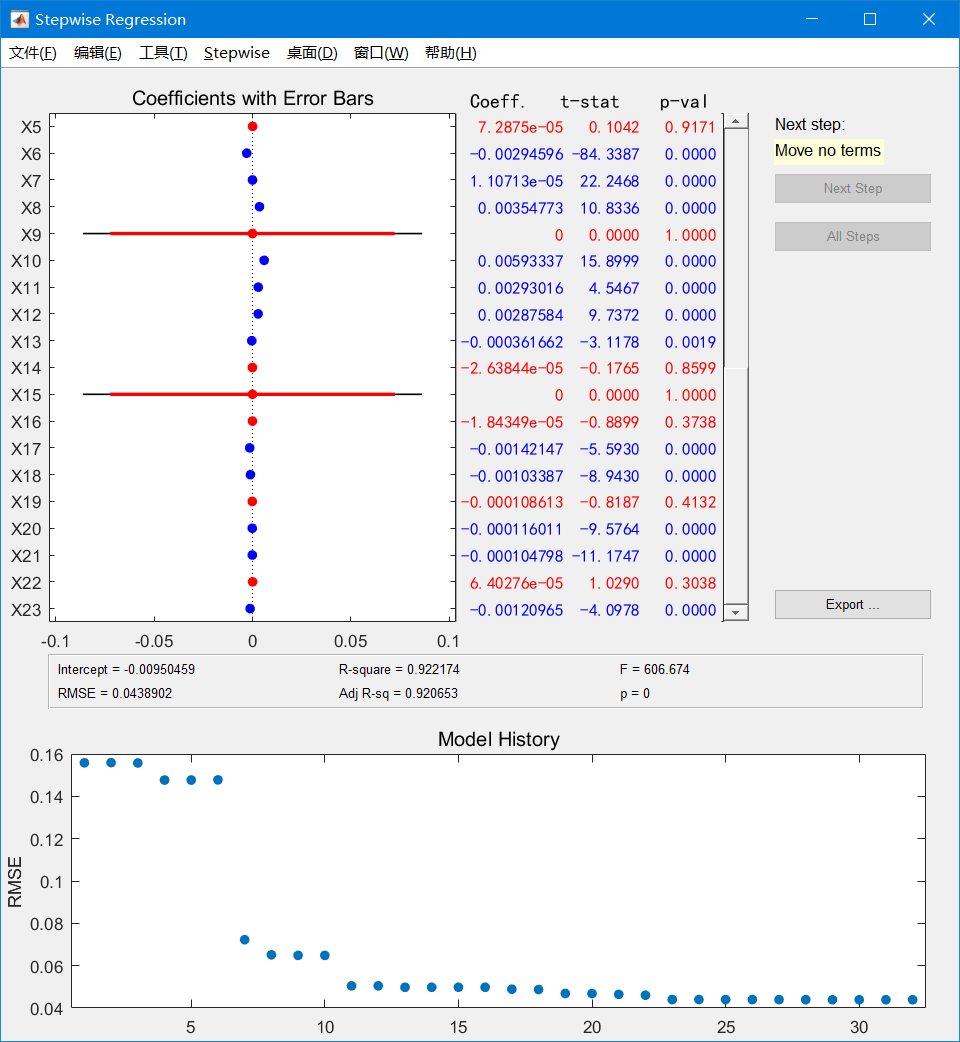 Stepwise Regression
文件(F) 编辑(E) 工具(T) Stepwise 桌面(D) 窗口(W) 帮助(H)
Coefficients with Error Bars Coeff. t-stat p-val
X5 7.2875e-05 0.1042 0.9171
X6 -0.00294596 -84.3387 0.0000
X7 1.10713e-05 22.2468 0.0000
X8 0.00354773 10.8336 0.0000
X9 0 0.0000 1.0000
X10 0.00593337 15.8999 0.0000
X11 0.00293016 4.5467 0.0000
X12 0.00287584 9.7372 0.0000
X13 -0.000361662 -3.1178 0.0019
X14 -2.63844e-05 -0.1765 0.8599
X15 0 0.0000 1.0000
X16 -1.84349e-05 -0.8899 0.3738
X17 -0.00142147 -5.5930 0.0000
X18 -0.00103387 -8.9430 0.0000
X19 -0.000108613 -0.8187 0.4132
X20 -0.000116011 -9.5764 0.0000
X21 -0.000104798 -11.1747 0.0000
X22 6.40276e-05 1.0290 0.3038
X23 -0.00120965 -4.0978 0.0000
-0.1 -0.05 0 0.05 0.1
Next step:
Move no terms
Next Step
All Steps
Export ...
Intercept = -0.00950459 R-square = 0.922174 F = 606.674
RMSE = 0.0438902 Adj R-sq = 0.920653 p = 0
Model History
RMSE
0.16
0.14
0.12
0.1
0.08
0.06
0.04
5 10 15 20 25 30